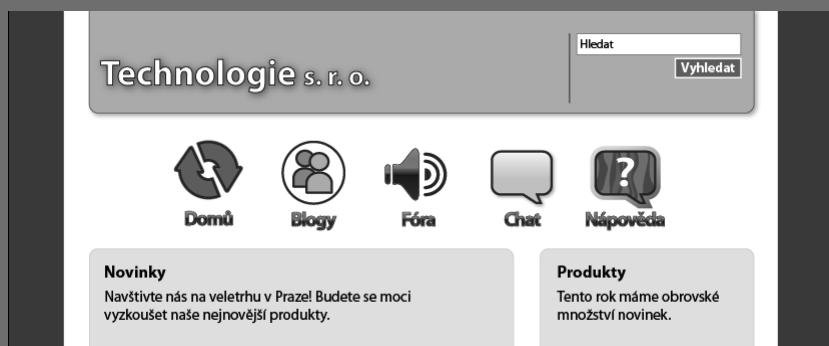 Technologie s. r. o.
Hledat
Vyhledat
Domů
Blogy
Fóra
Chat
Nápověda
Novinky
Navštivte nás na veletrhu v Praze! Budete se moci
vyzkoušet naše nejnovější produkty.
Produkty
Tento rok máme obrovské
množství novinek.